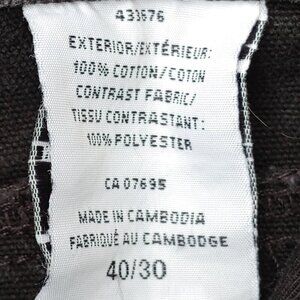 433676
EXTERIOR/EXTÉRIEUR:
100% COTTON/COTON
CONTRAST FABRIC/
TISSU CONTRASTANT:
100% POLYESTER
CA 07695
MADE IN CAMBODIA
FABRIQUÉ AU CAMBODGE
40/30